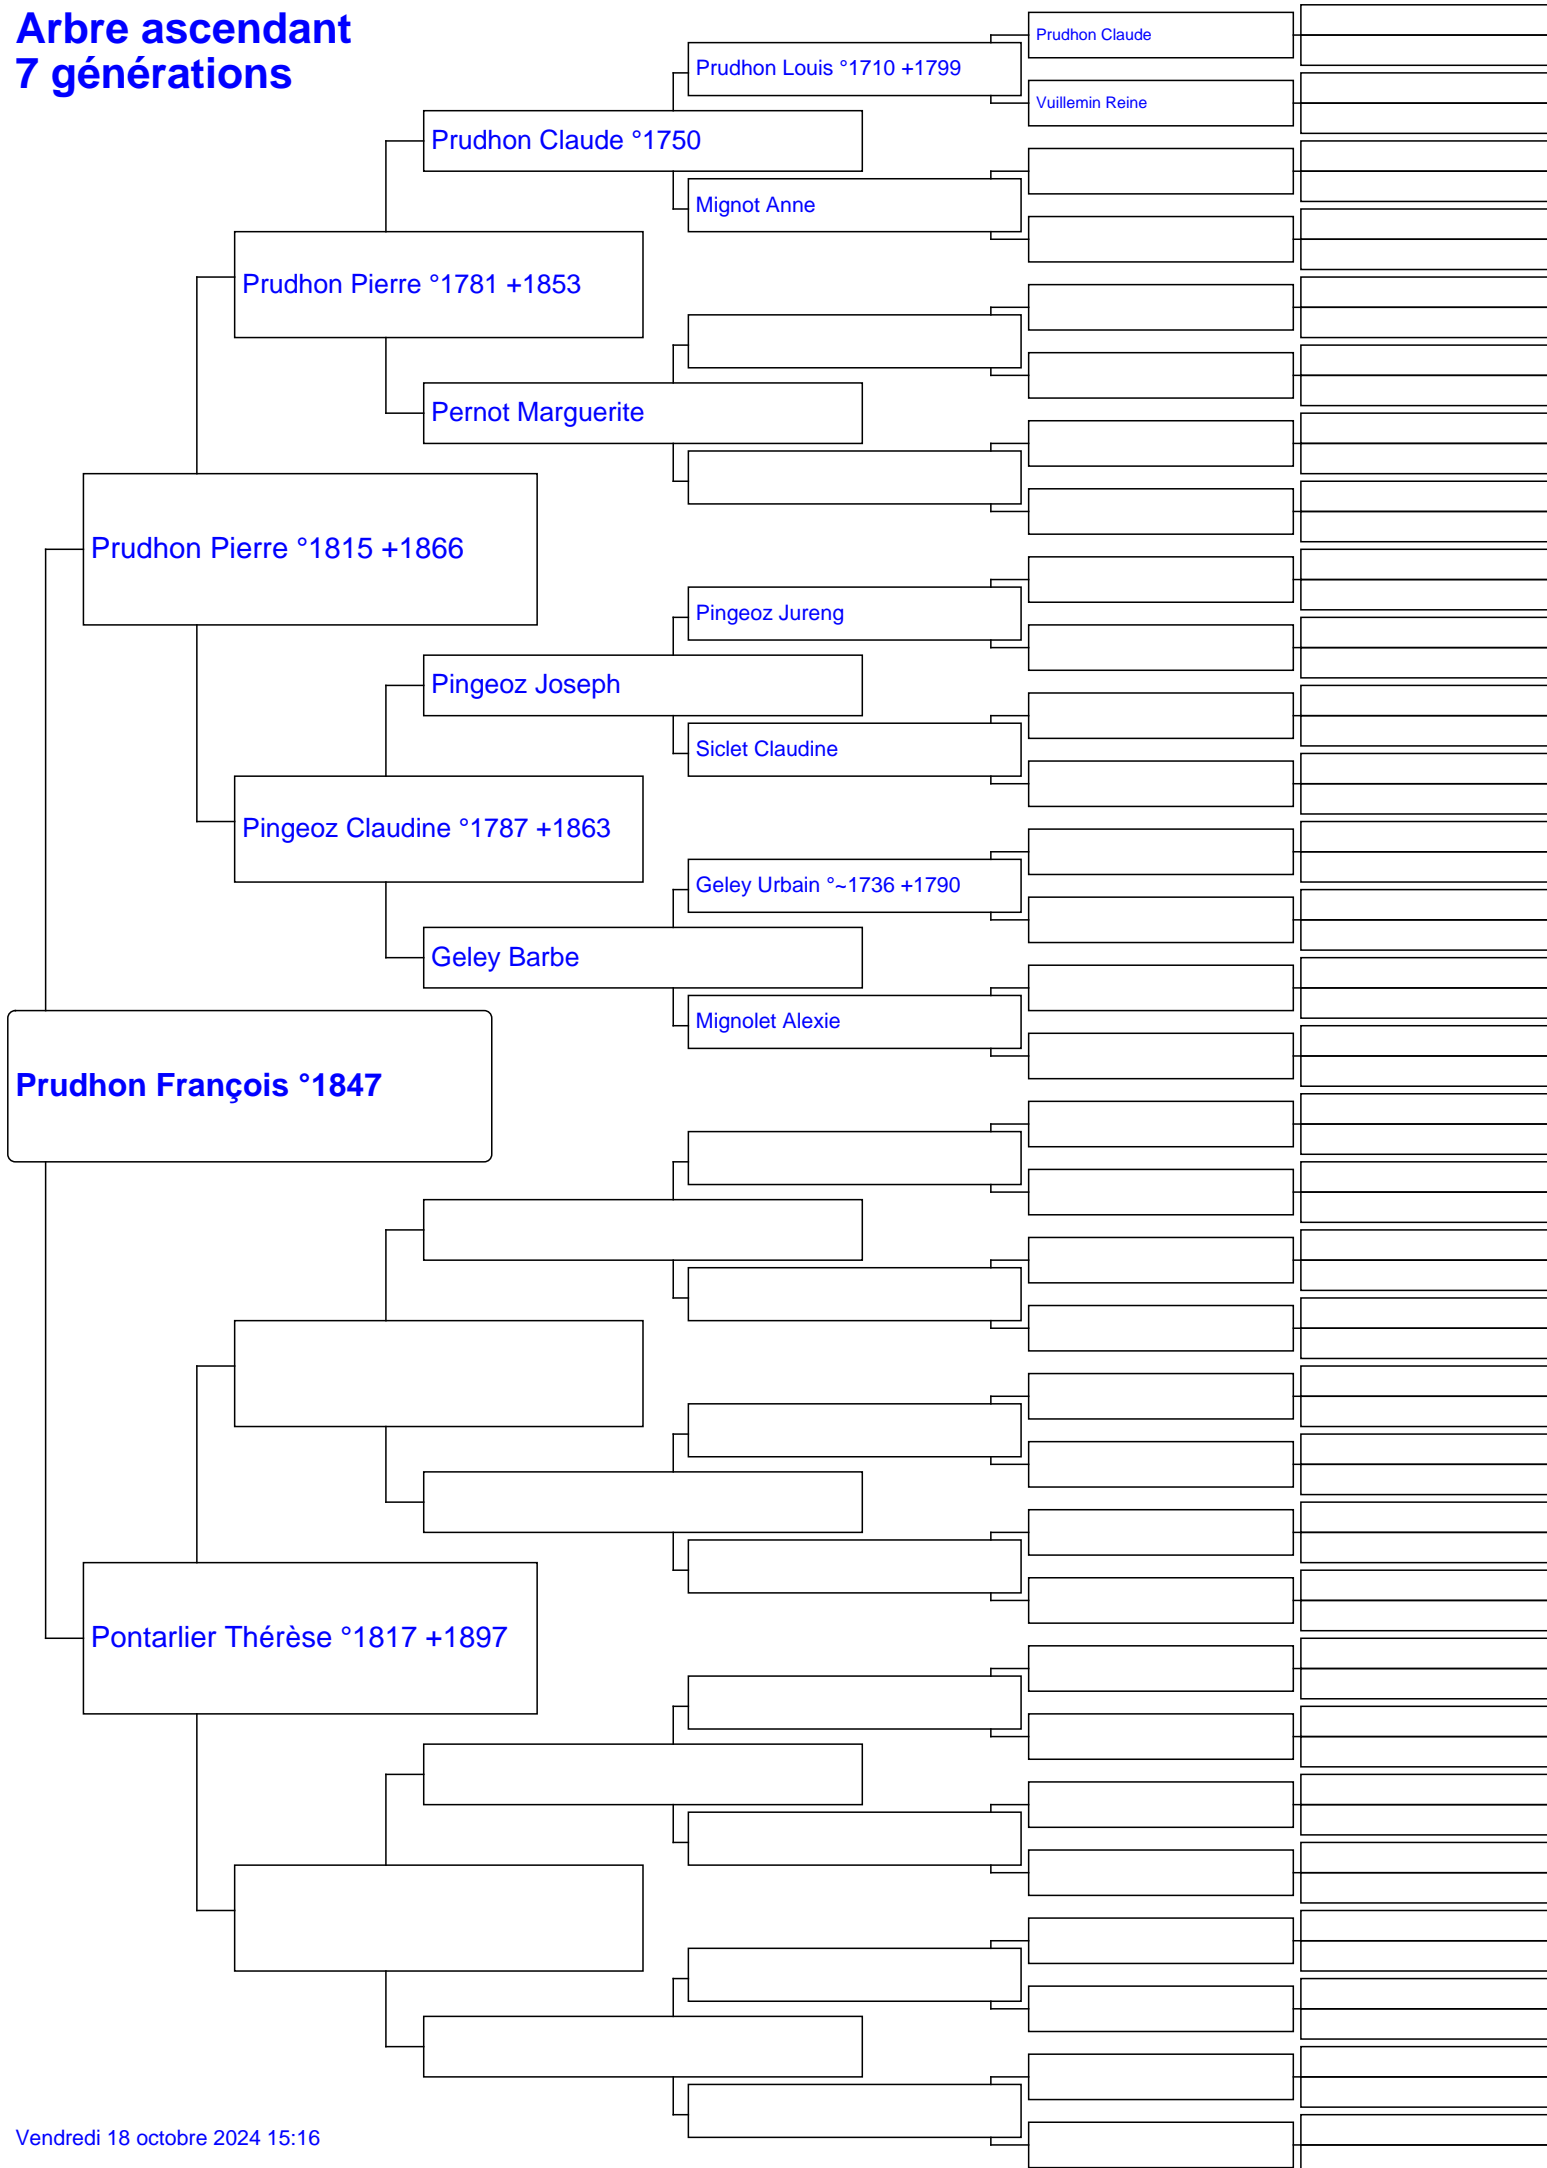 Arbre ascendant
7 générations
Prudhon Claude
Prudhon Louis °1710 +1799
Vuillemin Reine
Prudhon Claude °1750
Mignot Anne
Prudhon Pierre °1781 +1853
Pernot Marguerite
Prudhon Pierre °1815 +1866
Pingeoz Jureng
Pingeoz Joseph
Siclet Claudine
Pingeoz Claudine °1787 +1863
Geley Urbain °~1736 +1790
Geley Barbe
Mignolet Alexie
Prudhon François °1847
Pontarlier Thérèse °1817 +1897
Vendredi 18 octobre 2024 15:16